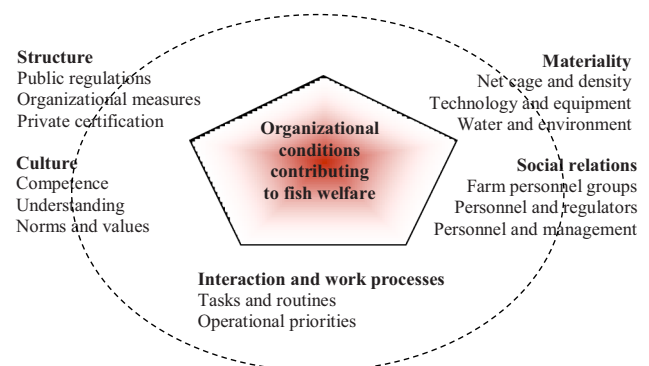 Structure
Public regulations
Organizational measures
Private certification
Culture
Competence
Understanding
Norms and values
Organizational
conditions
contributing
to fish welfare
Materiality
Net cage and density
Technology and equipment
Water and environment
Social relations
Farm personnel groups
Personnel and regulators
Personnel and management
Interaction and work processes
Tasks and routines
Operational priorities